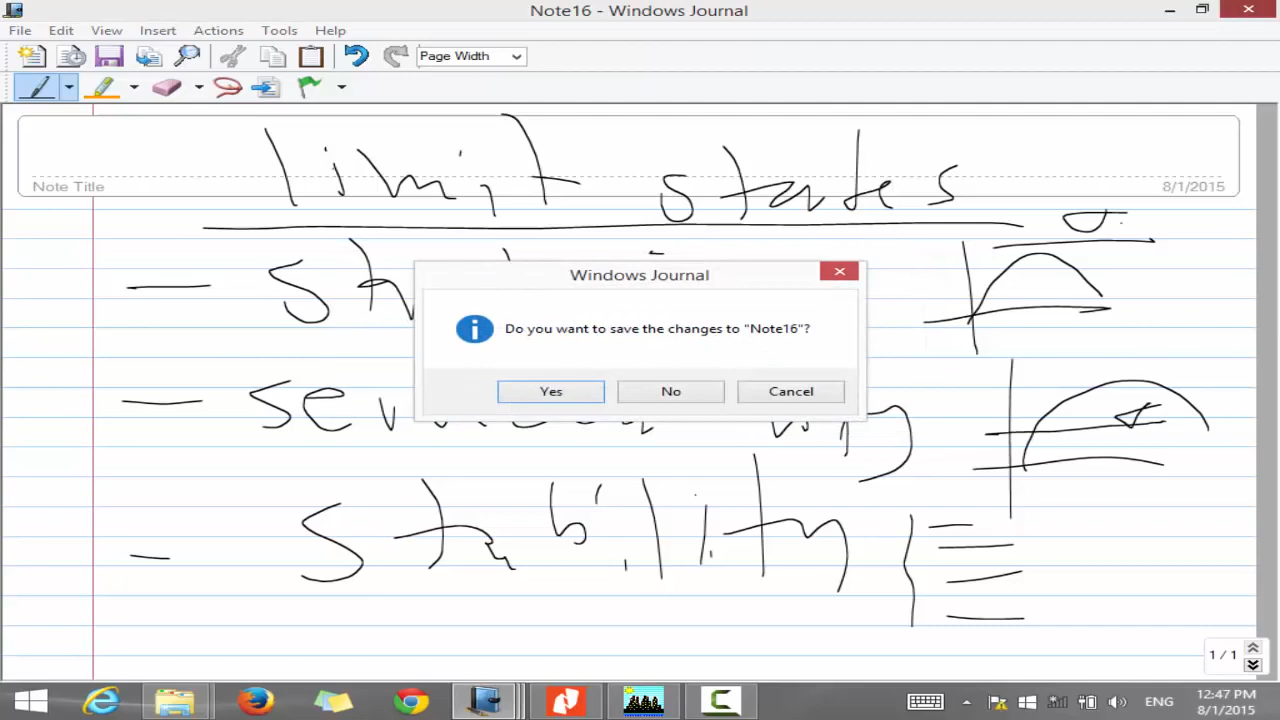 Note16 - Windows Journal
File Edit View Insert Actions Tools Help
Page Width
limit states
Note Title
8/1/2015
σ
Windows Journal
Do you want to save the changes to "Note16"?
Yes No Cancel
stability
1 / 1
ENG
12:47 PM
8/1/2015